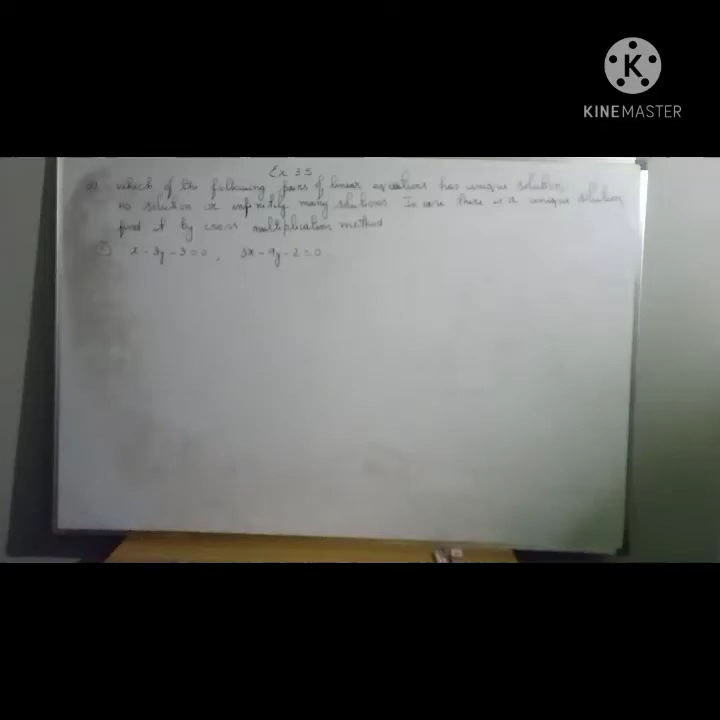 KINEMASTER
Ex 3.5
which of the following pairs of linear equations has unique solution,
no solution or infinitely many solutions. In case there is a unique solution,
find it by cross multiplication method
x - 3y - 3 = 0, 3x - 9y - 2 = 0